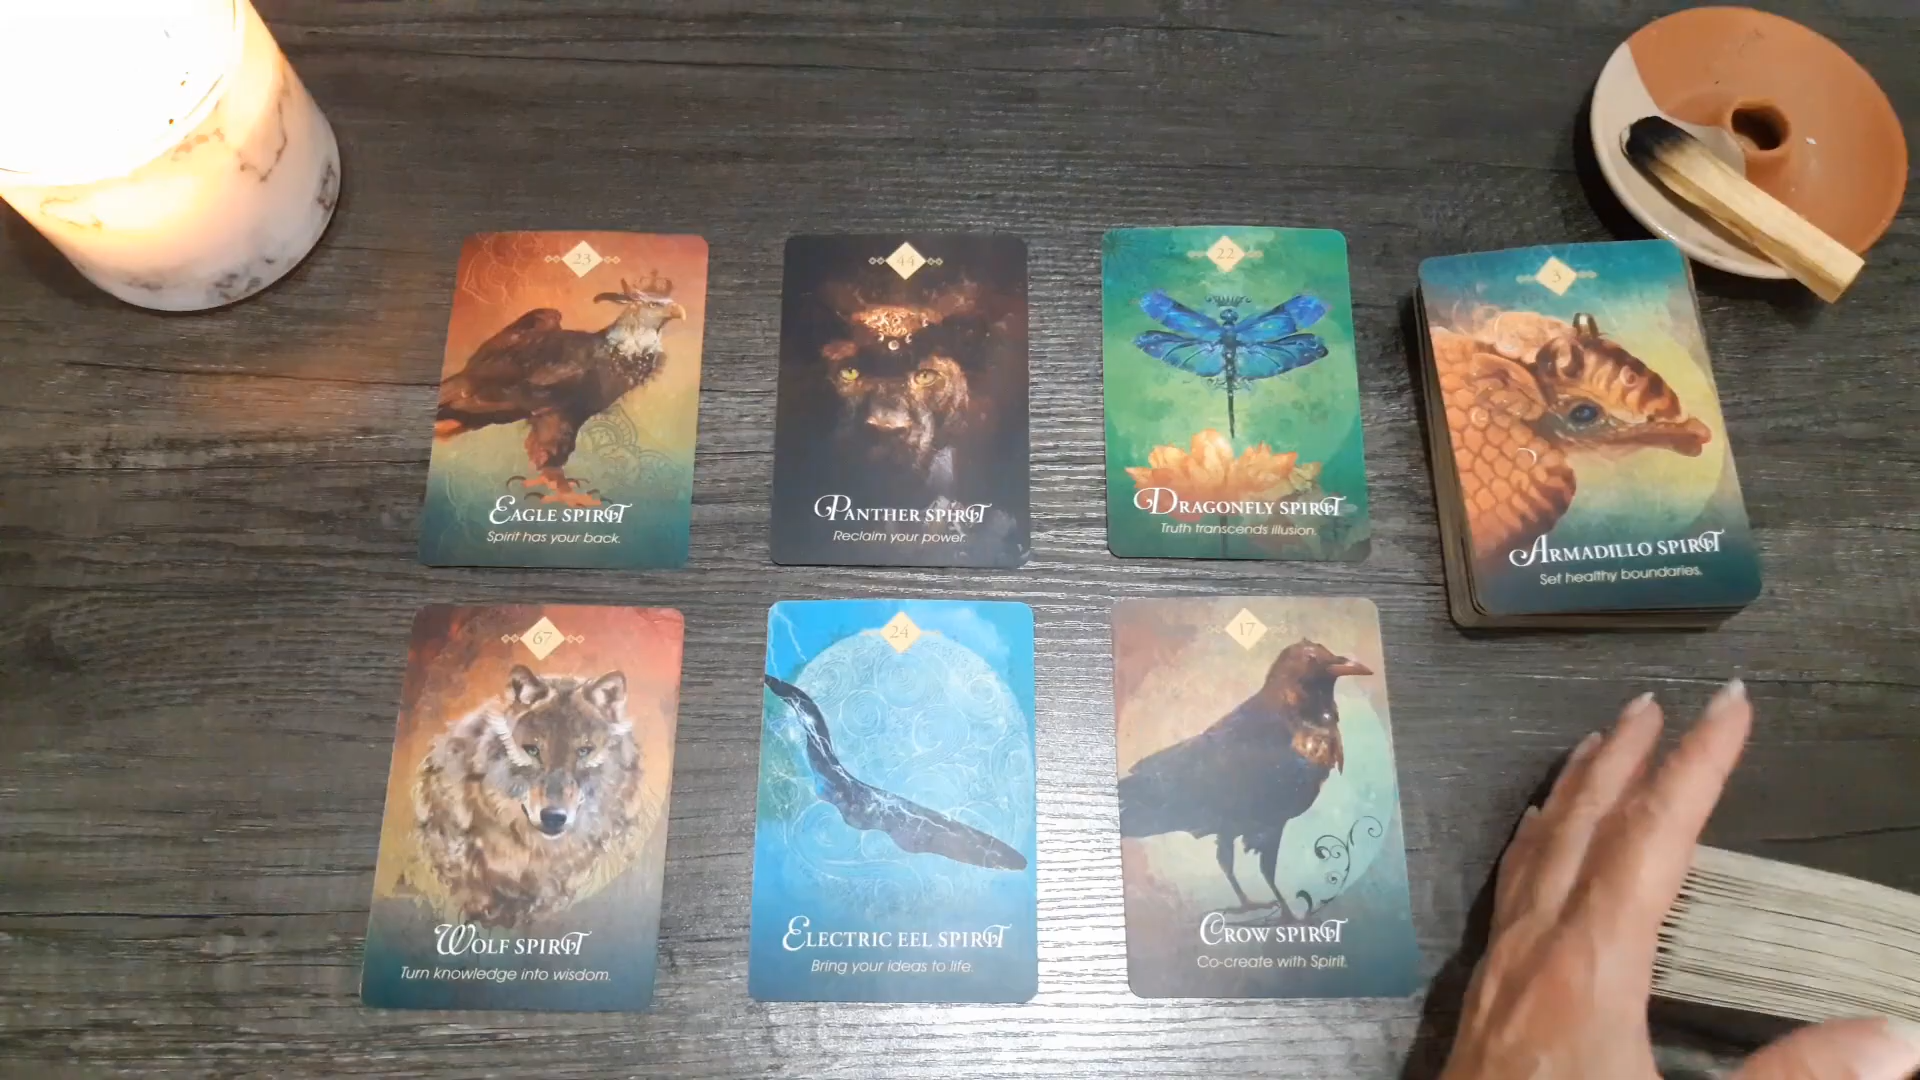 23
EAGLE SPIRIT
Spirit has your back.
44
PANTHER SPIRIT
Reclaim your power.
22
DRAGONFLY SPIRIT
Truth transcends illusion.
3
ARMADILLO SPIRIT
Set healthy boundaries.
67
WOLF SPIRIT
Turn knowledge into wisdom.
24
ELECTRIC EEL SPIRIT
Bring your ideas to life.
17
CROW SPIRIT
Co-create with Spirit.